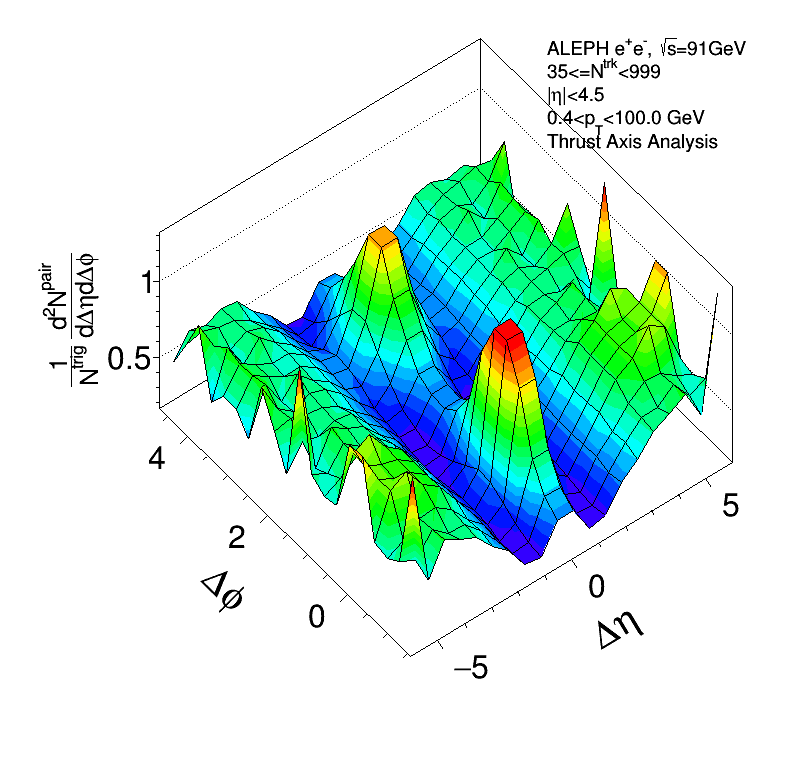 ALEPH e⁺e⁻, √s=91GeV
35<=Nᵗʳᵏ<999
|η|<4.5
0.4<p_T<100.0 GeV
Thrust Axis Analysis
1/N^trig d²N^pair/dΔηdΔϕ
1
0.5
4
2
0
Δϕ
5
0
−5
Δη